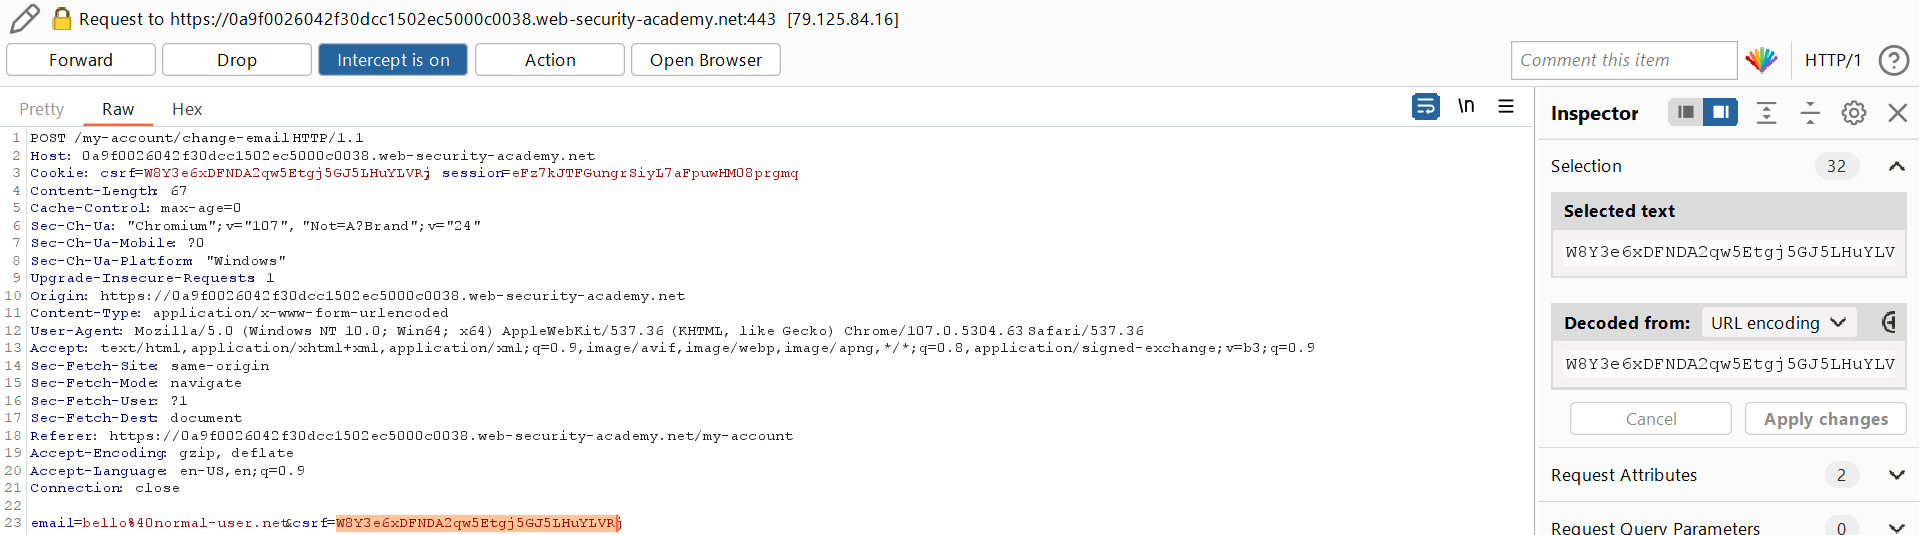 Request to https://0a9f0026042f30dcc1502ec5000c0038.web-security-academy.net:443 [79.125.84.16]
Forward Drop Intercept is on Action Open Browser Comment this item HTTP/1 ?
Pretty Raw Hex \n
Inspector
1 POST /my-account/change-email HTTP/1.1
2 Host: 0a9f0026042f30dcc1502ec5000c0038.web-security-academy.net
3 Cookie: csrf=W8Y3e6xDFNDA2qw5Etgj5GJ5LHuYLVRj; session=eFz7kJTFGungrSiyL7aFpuwHM08prgmq
4 Content-Length: 67
5 Cache-Control: max-age=0
6 Sec-Ch-Ua: "Chromium";v="107", "Not=A?Brand";v="24"
7 Sec-Ch-Ua-Mobile: ?0
8 Sec-Ch-Ua-Platform: "Windows"
9 Upgrade-Insecure-Requests: 1
10 Origin: https://0a9f0026042f30dcc1502ec5000c0038.web-security-academy.net
11 Content-Type: application/x-www-form-urlencoded
12 User-Agent: Mozilla/5.0 (Windows NT 10.0; Win64; x64) AppleWebKit/537.36 (KHTML, like Gecko) Chrome/107.0.5304.63 Safari/537.36
13 Accept: text/html,application/xhtml+xml,application/xml;q=0.9,image/avif,image/webp,image/apng,*/*;q=0.8,application/signed-exchange;v=b3;q=0.9
14 Sec-Fetch-Site: same-origin
15 Sec-Fetch-Mode: navigate
16 Sec-Fetch-User: ?1
17 Sec-Fetch-Dest: document
18 Referer: https://0a9f0026042f30dcc1502ec5000c0038.web-security-academy.net/my-account
19 Accept-Encoding: gzip, deflate
20 Accept-Language: en-US,en;q=0.9
21 Connection: close
22
23 email=bello%40normal-user.net&csrf=W8Y3e6xDFNDA2qw5Etgj5GJ5LHuYLVRj
Selection 32
Selected text
W8Y3e6xDFNDA2qw5Etgj5GJ5LHuYLV
Decoded from: URL encoding
W8Y3e6xDFNDA2qw5Etgj5GJ5LHuYLV
Cancel Apply changes
Request Attributes 2
Request Query Parameters 0